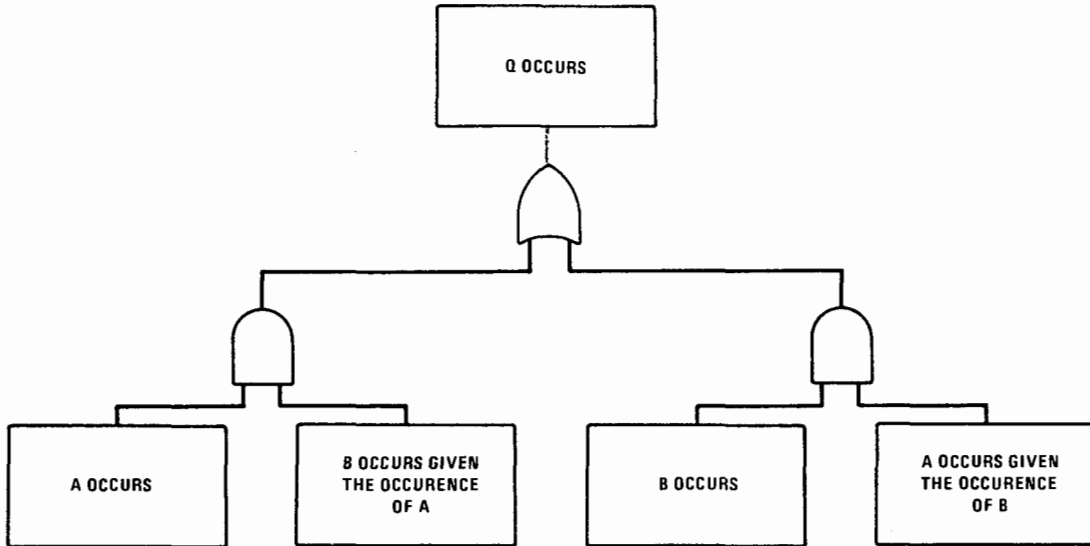 Q OCCURS
A OCCURS
B OCCURS GIVEN
THE OCCURENCE
OF A
B OCCURS
A OCCURS GIVEN
THE OCCURENCE
OF B